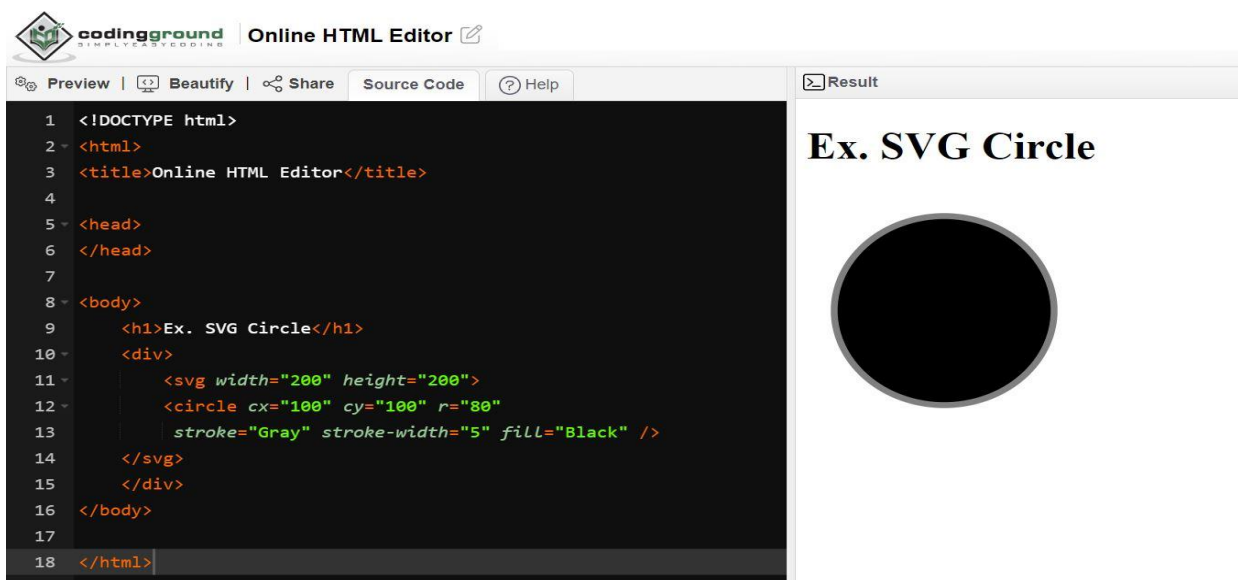 codingground
SIMPLYEASYCODING
Online HTML Editor
Preview | Beautify | Share Source Code ? Help
Result
1 <!DOCTYPE html>
2 <html>
3 <title>Online HTML Editor</title>
4
5 <head>
6 </head>
7
8 <body>
9 <h1>Ex. SVG Circle</h1>
10 <div>
11 <svg width="200" height="200">
12 <circle cx="100" cy="100" r="80"
13 stroke="Gray" stroke-width="5" fill="Black" />
14 </svg>
15 </div>
16 </body>
17
18 </html>
Ex. SVG Circle